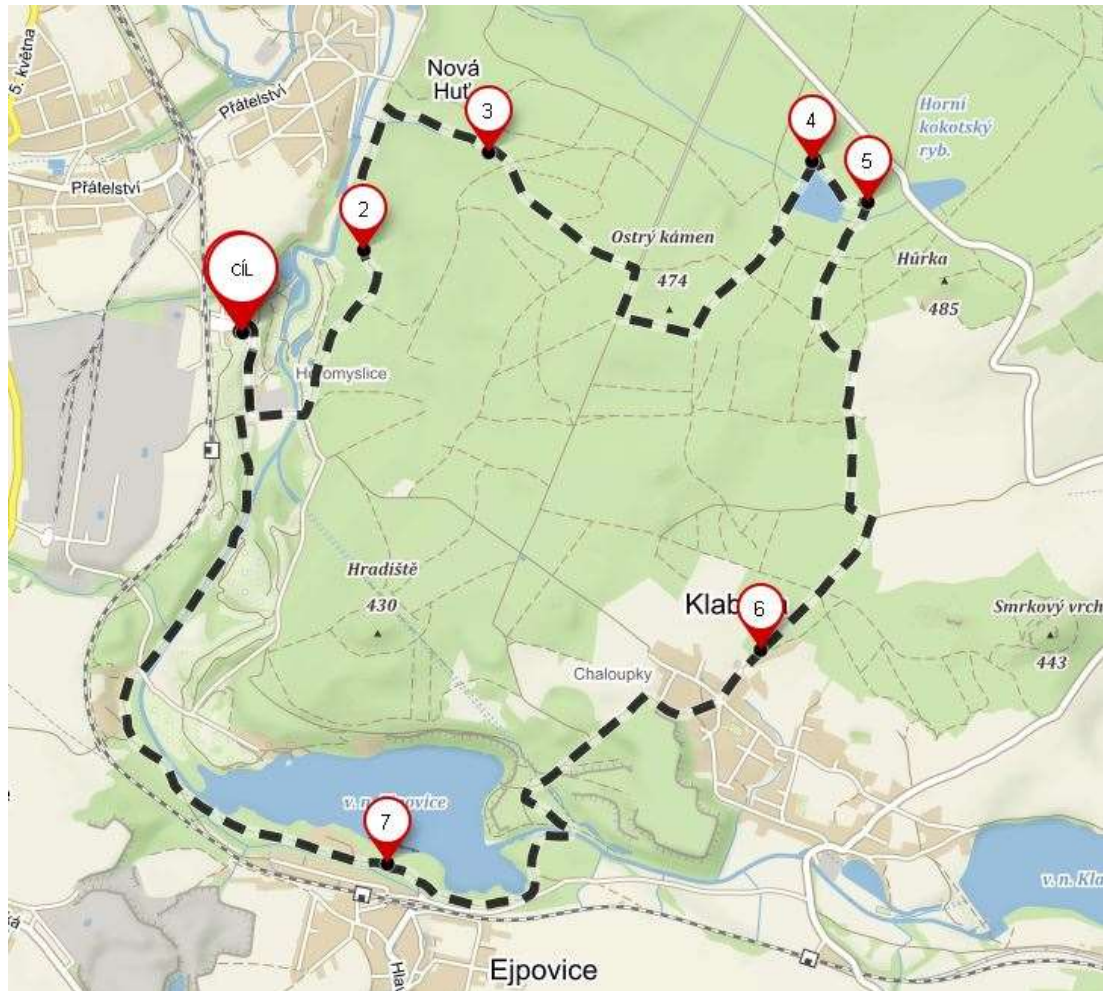 5. května
Přátelství
Přátelství
Nová
Huť
3
4
5
Horní
kokotský
ryb.
2
Ostrý kámen
474
Hůrka
485
CÍL
Hradiště
430
6
Smrkový vrch
443
Chaloupky
v. n.
7
v. n. Kla
Ejpovice